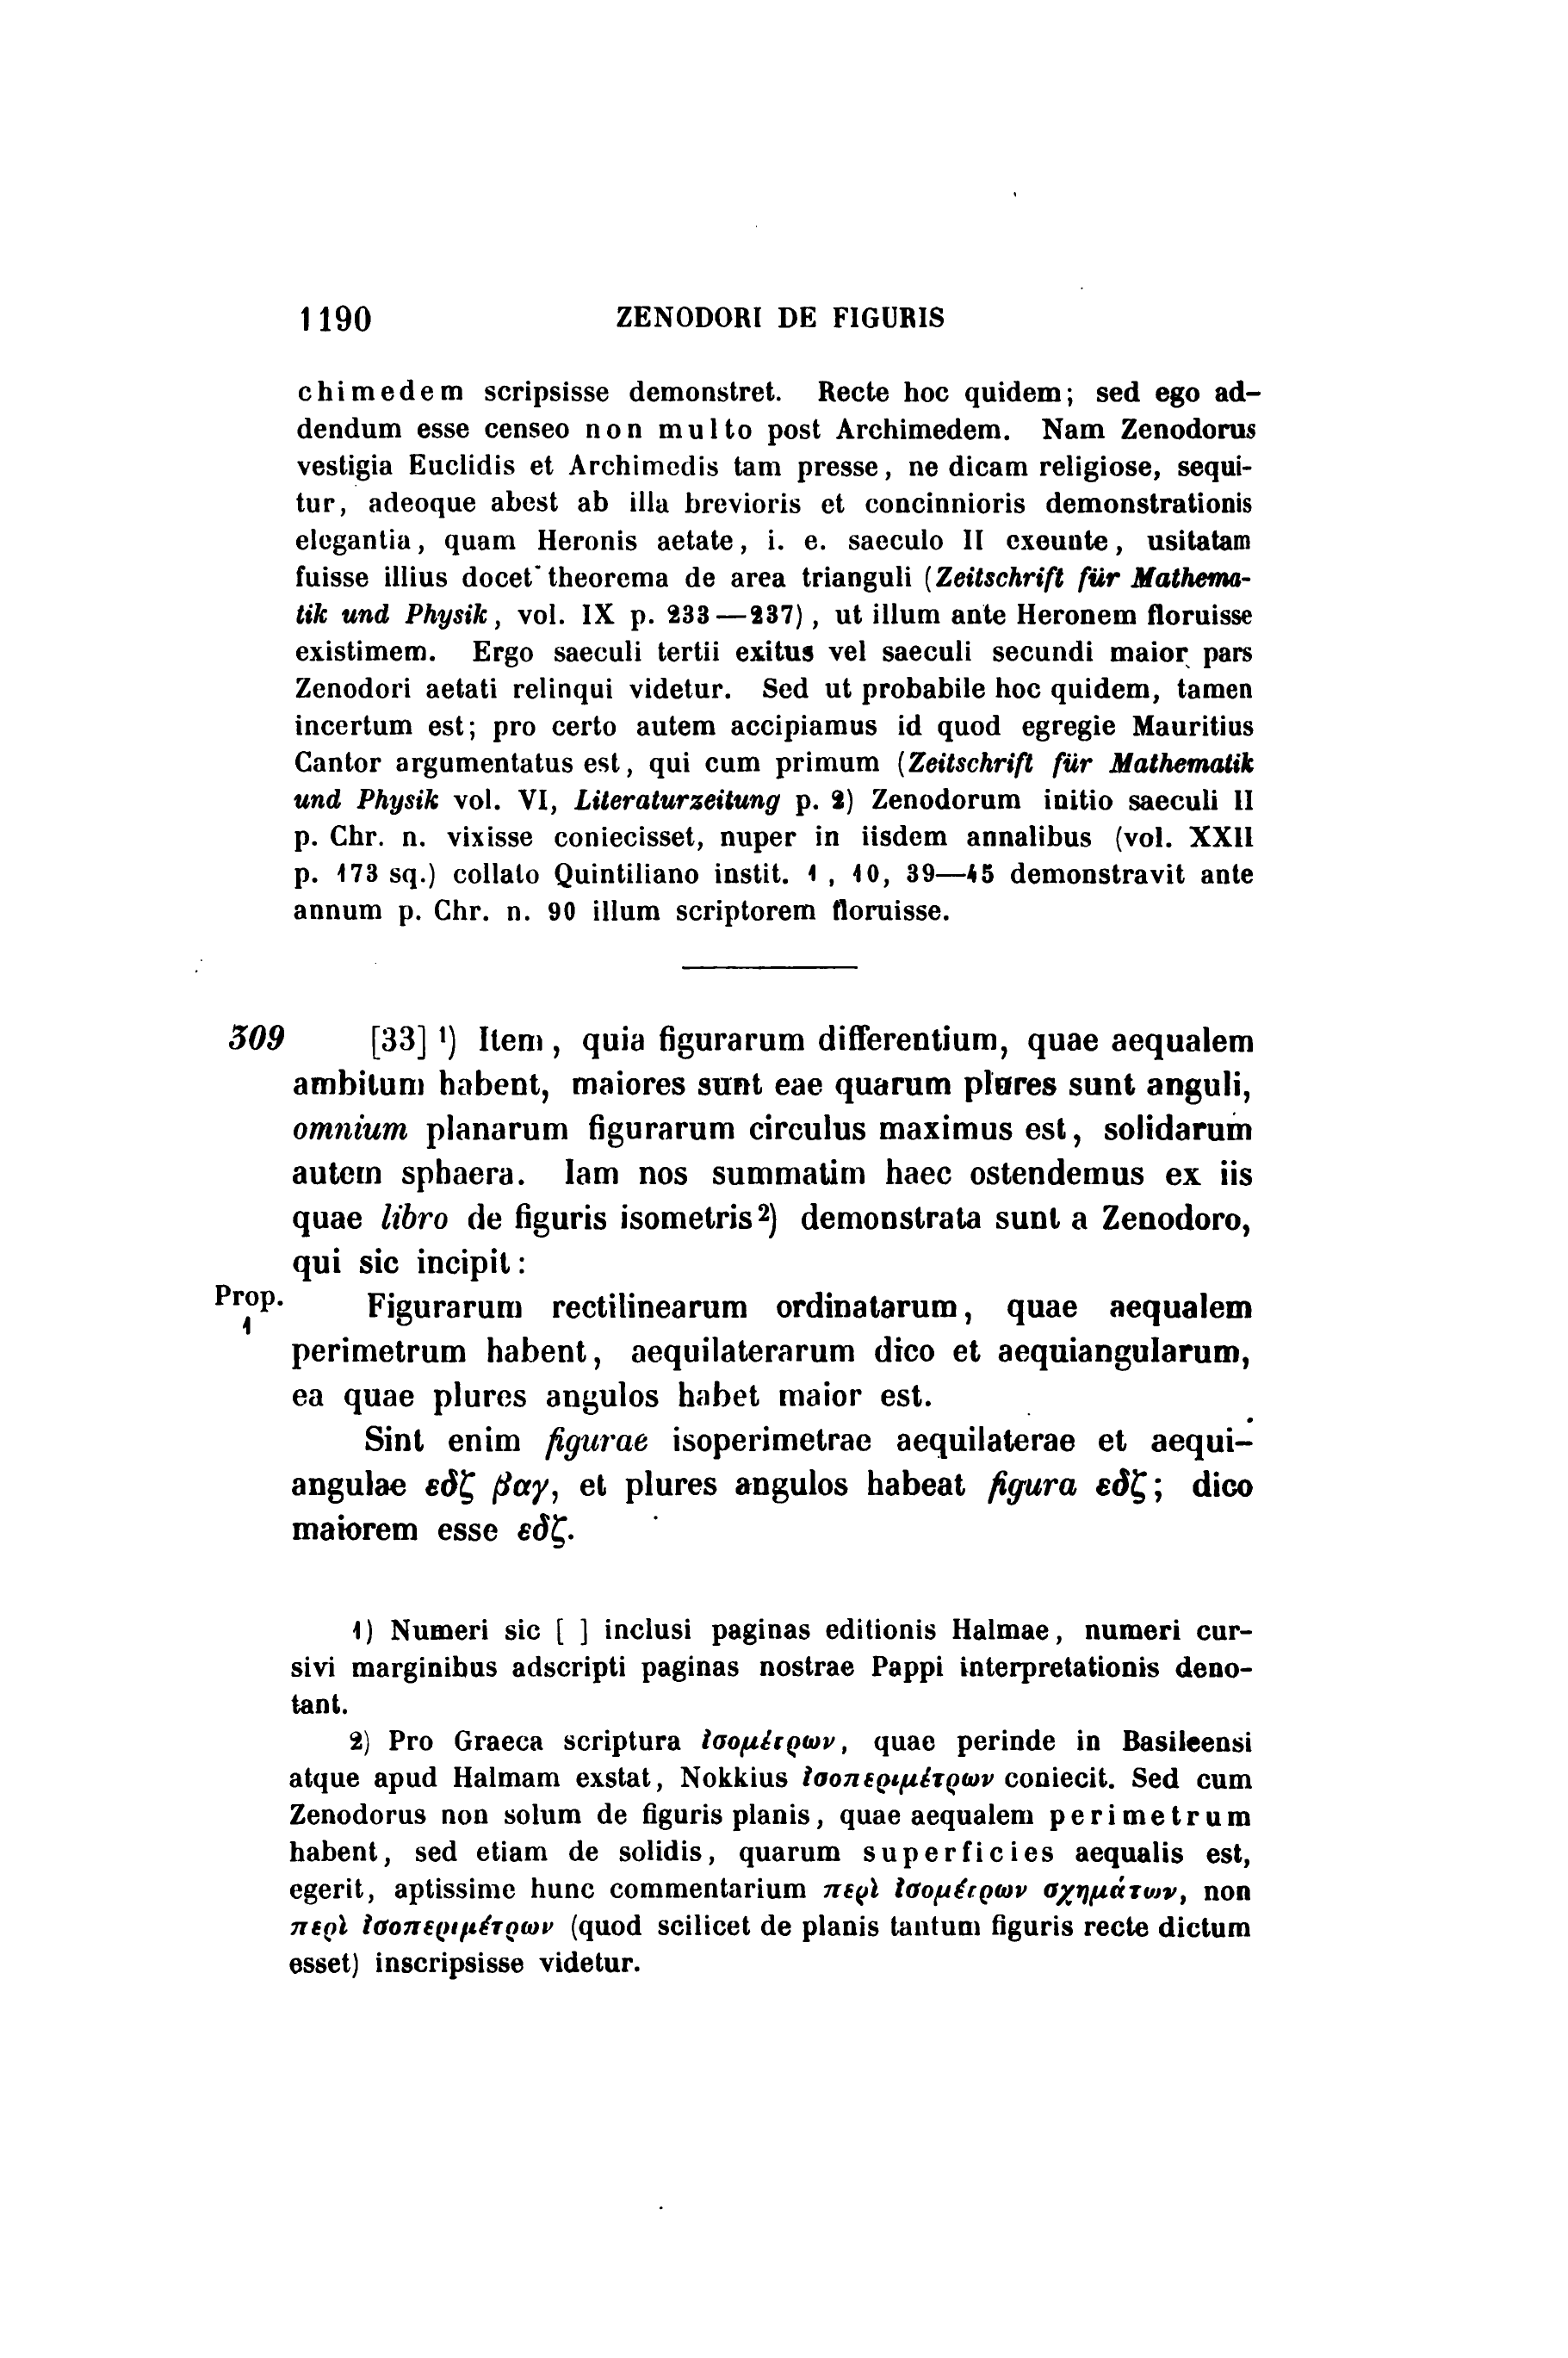 1190 ZENODORI DE FIGURIS
chimedem scripsisse demonstret. Recte hoc quidem; sed ego ad-
dendum esse censeo non multo post Archimedem. Nam Zenodorus
vestigia Euclidis et Archimedis tam presse, ne dicam religiose, sequi-
tur, adeoque abest ab illa brevioris et concinnioris demonstrationis
elegantia, quam Heronis aetate, i. e. saeculo II exeunte, usitatam
fuisse illius docet theorema de area trianguli (Zeitschrift für Mathema-
tik und Physik, vol. IX p. 233—237), ut illum ante Heronem floruisse
existimem. Ergo saeculi tertii exitus vel saeculi secundi maior pars
Zenodori aetati relinqui videtur. Sed ut probabile hoc quidem, tamen
incertum est; pro certo autem accipiamus id quod egregie Mauritius
Cantor argumentatus est, qui cum primum (Zeitschrift für Mathematik
und Physik vol. VI, Literaturzeitung p. 2) Zenodorum initio saeculi II
p. Chr. n. vixisse coniecisset, nuper in iisdem annalibus (vol. XXII
p. 173 sq.) collato Quintiliano instit. 1, 10, 39—45 demonstravit ante
annum p. Chr. n. 90 illum scriptorem floruisse.
309 [33] 1) Item, quia figurarum differentium, quae aequalem
ambitum habent, maiores sunt eae quarum plures sunt anguli,
omnium planarum figurarum circulus maximus est, solidarum
autem sphaera. Iam nos summatim haec ostendemus ex iis
quae libro de figuris isometris 2) demonstrata sunt a Zenodoro,
qui sic incipit:
Prop. 1 Figurarum rectilinearum ordinatarum, quae aequalem
perimetrum habent, aequilaterarum dico et aequiangularum,
ea quae plures angulos habet maior est.
Sint enim figurae isoperimetrae aequilaterae et aequi-
angulae εδζ βαγ, et plures angulos habeat figura εδζ; dico
maiorem esse εδζ.
1) Numeri sic [ ] inclusi paginas editionis Halmae, numeri cur-
sivi marginibus adscripti paginas nostrae Pappi interpretationis deno-
tant.
2) Pro Graeca scriptura ἰσομέτρων, quae perinde in Basileensi
atque apud Halmam exstat, Nokkius ἰσοπεριμέτρων coniecit. Sed cum
Zenodorus non solum de figuris planis, quae aequalem perimetrum
habent, sed etiam de solidis, quarum superficies aequalis est,
egerit, aptissime hunc commentarium περὶ ἰσομέτρων σχημάτων, non
περὶ ἰσοπεριμέτρων (quod scilicet de planis tantum figuris recte dictum
esset) inscripsisse videtur.